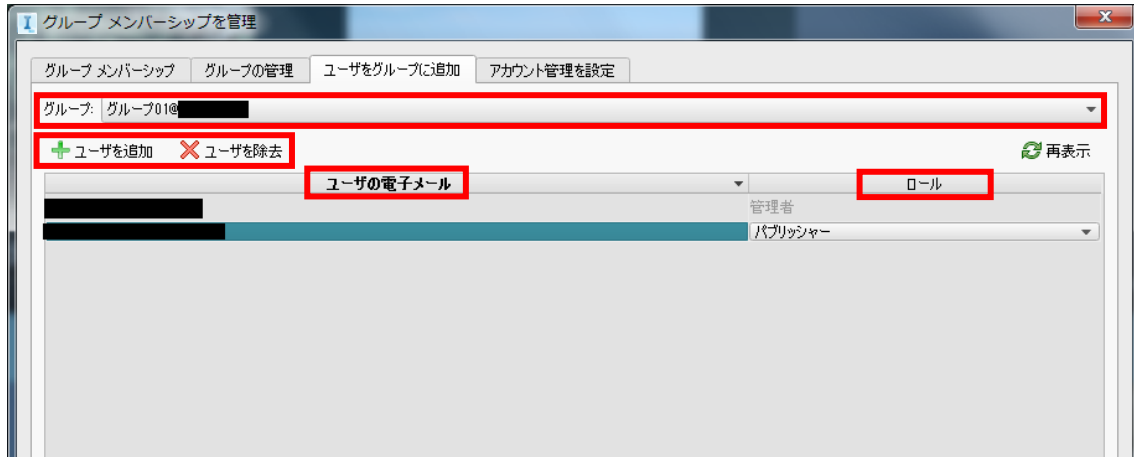 グループ メンバーシップを管理
グループ メンバーシップ グループの管理 ユーザをグループに追加 アカウント管理を設定
グループ: グループ01@
ユーザを追加 ユーザを除去 再表示
ユーザの電子メール ロール
管理者
パブリッシャー